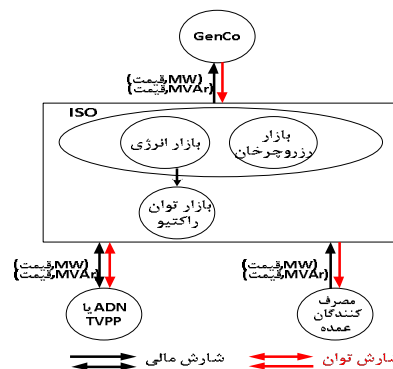 GenCo
(قیمت,MW)
(قیمت,MVAr)
ISO
بازار انرژی
بازار
رزروچرخان
بازار توان
راکتیو
(قیمت,MW)
(قیمت,MVAr)
(قیمت,MW)
(قیمت,MVAr)
ADN یا
TVPP
مصرف
کنندگان
عمده
شارش مالی
شارش توان